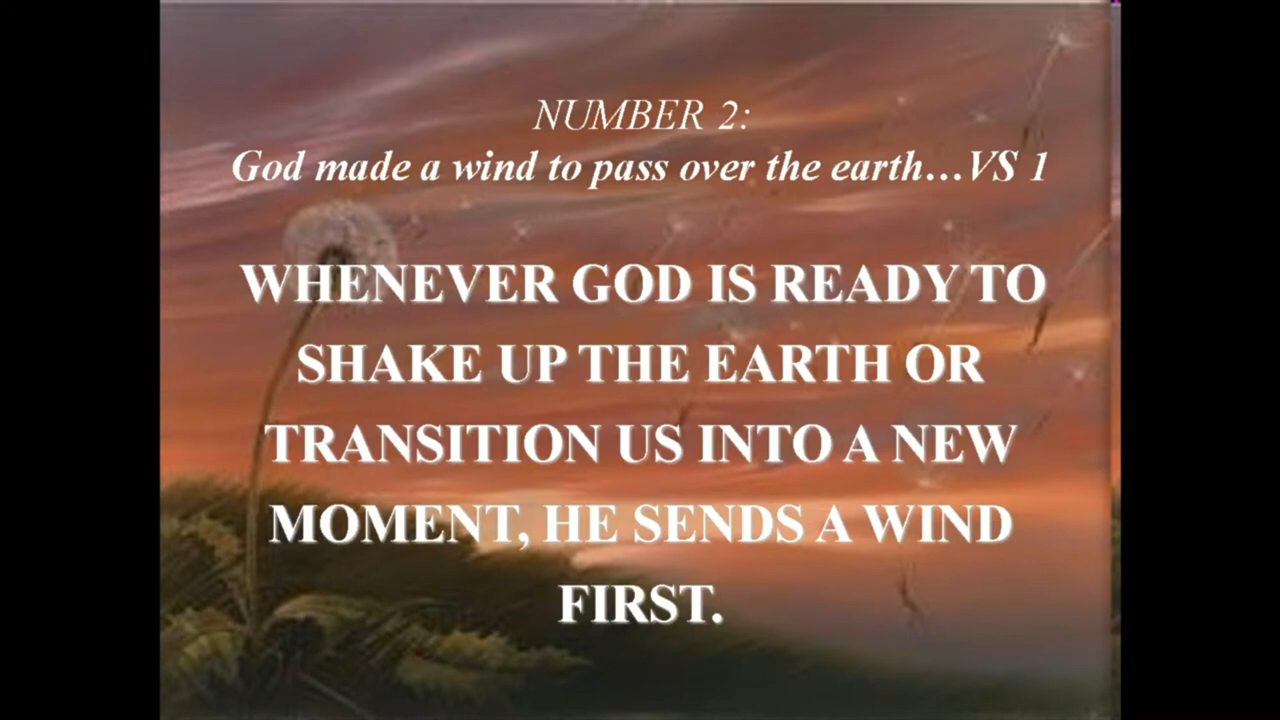 NUMBER 2:
God made a wind to pass over the earth…VS 1
WHENEVER GOD IS READY TO
SHAKE UP THE EARTH OR
TRANSITION US INTO A NEW
MOMENT, HE SENDS A WIND
FIRST.